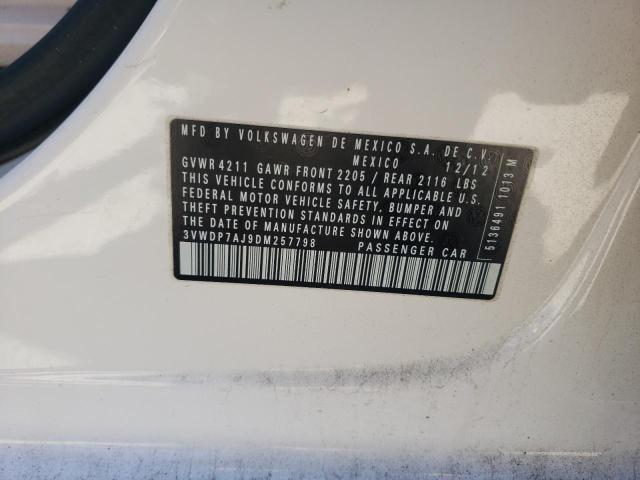 MFD BY VOLKSWAGEN DE MEXICO S.A. DE C.V.
MEXICO 12/12
GVWR 4211 GAWR FRONT 2205 / REAR 2116 LBS
THIS VEHICLE CONFORMS TO ALL APPLICABLE U.S.
FEDERAL MOTOR VEHICLE SAFETY, BUMPER AND
THEFT PREVENTION STANDARDS IN EFFECT ON
THE DATE OF MANUFACTURE SHOWN ABOVE.
3VWDP7AJ9DM257798 PASSENGER CAR
5136491 1013 M